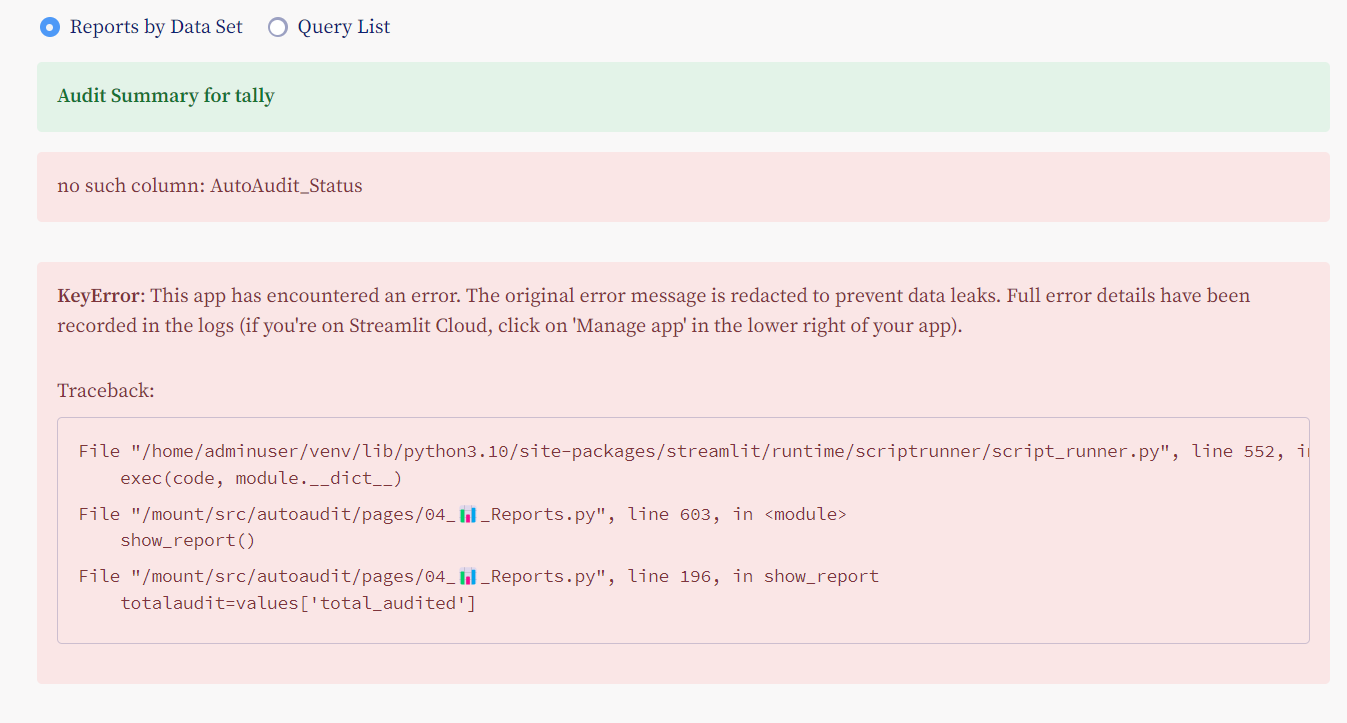 Reports by Data Set
Query List
Audit Summary for tally
no such column: AutoAudit_Status
KeyError: This app has encountered an error. The original error message is redacted to prevent data leaks. Full error details have been
recorded in the logs (if you're on Streamlit Cloud, click on 'Manage app' in the lower right of your app).
Traceback:
File "/home/adminuser/venv/lib/python3.10/site-packages/streamlit/runtime/scriptrunner/script_runner.py", line 552, in
exec(code, module.__dict__)
File "/mount/src/autoaudit/pages/04_📊_Reports.py", line 603, in <module>
show_report()
File "/mount/src/autoaudit/pages/04_📊_Reports.py", line 196, in show_report
totalaudit=values['total_audited']